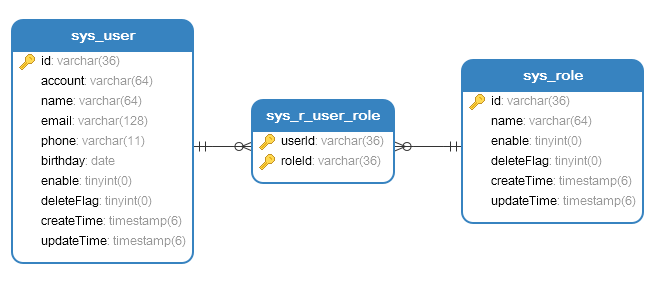 sys_user
id: varchar(36)
account: varchar(64)
name: varchar(64)
email: varchar(128)
phone: varchar(11)
birthday: date
enable: tinyint(0)
deleteFlag: tinyint(0)
createTime: timestamp(6)
updateTime: timestamp(6)
sys_r_user_role
userId: varchar(36)
roleId: varchar(36)
sys_role
id: varchar(36)
name: varchar(64)
enable: tinyint(0)
deleteFlag: tinyint(0)
createTime: timestamp(6)
updateTime: timestamp(6)